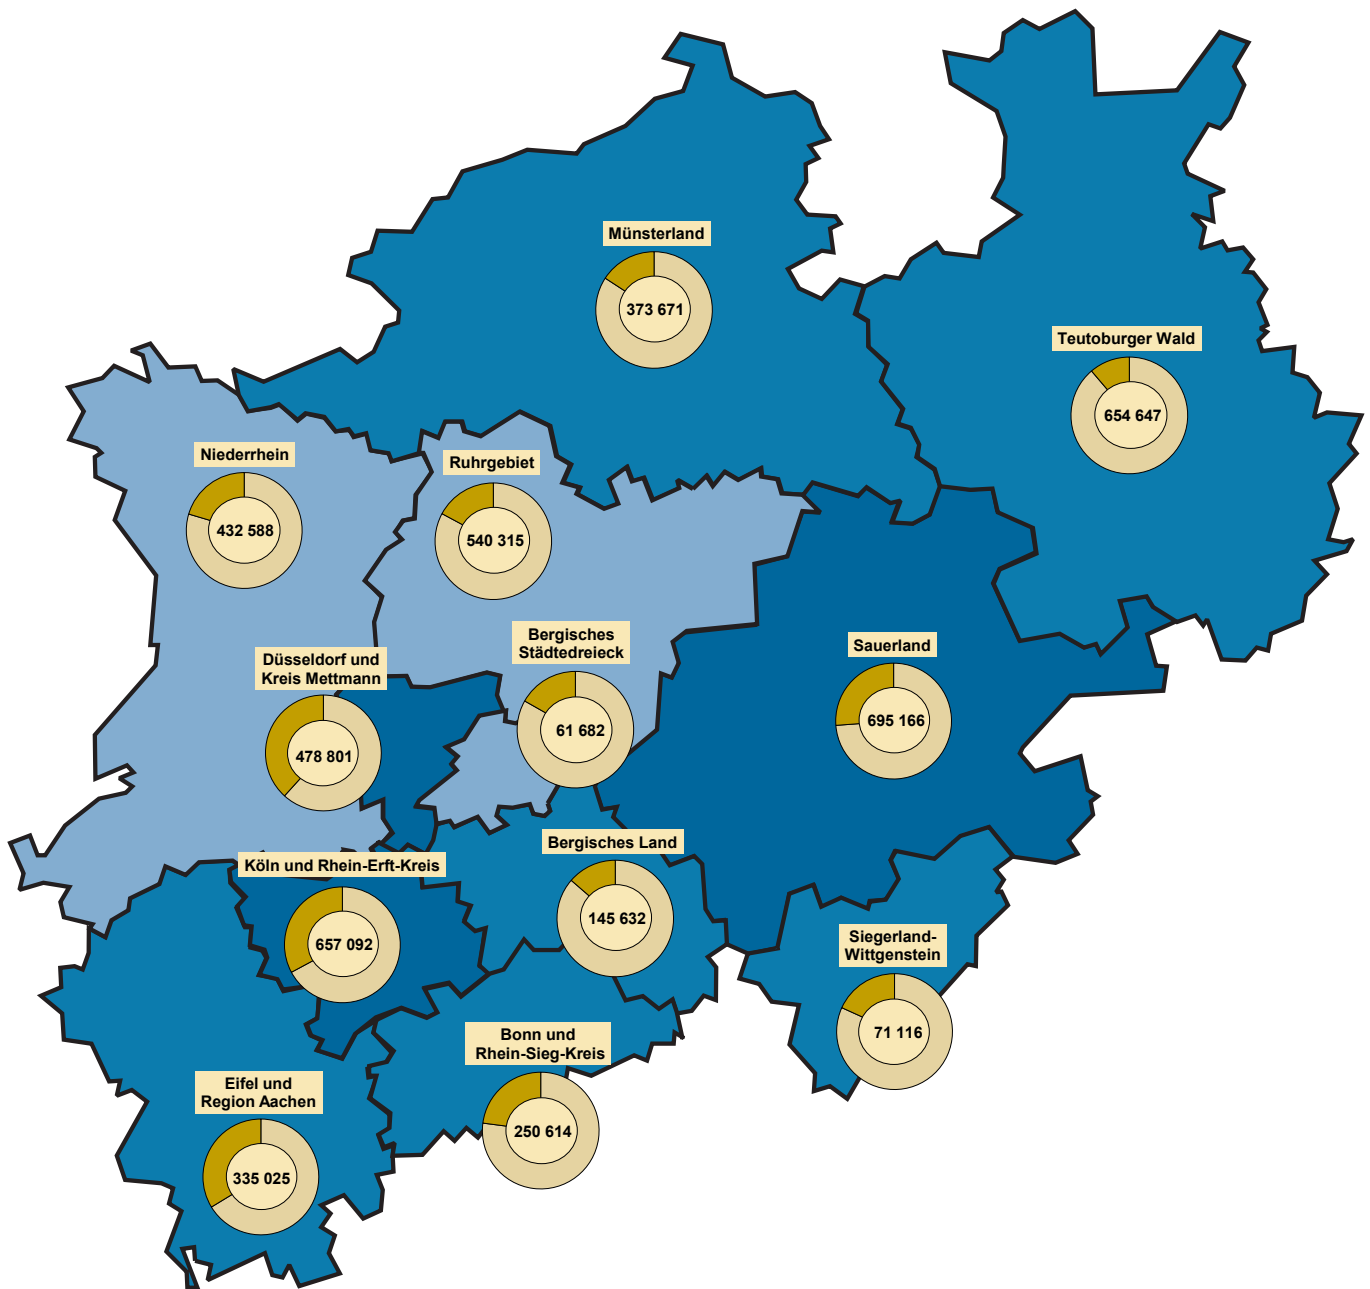 Münsterland
373 671
Teutoburger Wald
654 647
Niederrhein
432 588
Ruhrgebiet
540 315
Bergisches
Städtedreieck
61 682
Sauerland
695 166
Düsseldorf und
Kreis Mettmann
478 801
Bergisches Land
145 632
Köln und Rhein-Erft-Kreis
657 092
Siegerland-
Wittgenstein
71 116
Bonn und
Rhein-Sieg-Kreis
250 614
Eifel und
Region Aachen
335 025